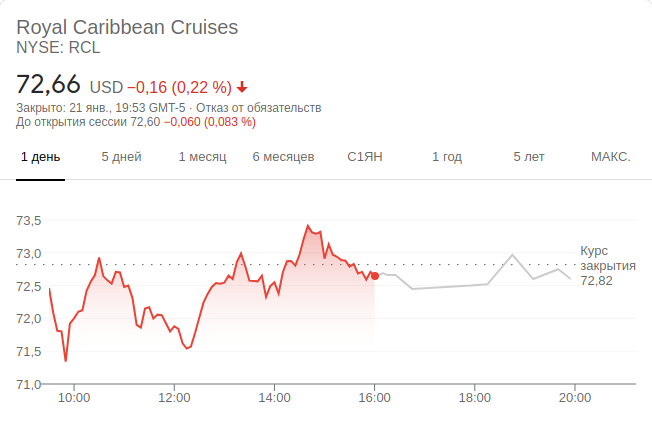 Royal Caribbean Cruises
NYSE: RCL
72,66 USD −0,16 (0,22 %)
Закрыто: 21 янв., 19:53 GMT-5 · Отказ от обязательств
До открытия сессии 72,60 −0,060 (0,083 %)
1 день 5 дней 1 месяц 6 месяцев С1ЯН 1 год 5 лет МАКС.
73,5
73,0
72,5
72,0
71,5
71,0
Курс
закрытия
72,82
10:00 12:00 14:00 16:00 18:00 20:00